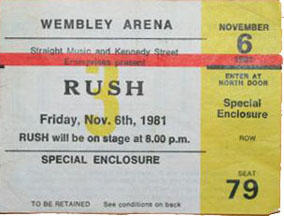 WEMBLEY ARENA
Straight Music and Kennedy Street
Enterprises present
3
RUSH
Friday, Nov. 6th, 1981
RUSH will be on stage at 8.00 p.m.
SPECIAL ENCLOSURE
TO BE RETAINED See conditions on back
NOVEMBER
6
1981
ENTER AT
NORTH DOOR
Special
Enclosure
ROW
SEAT
79